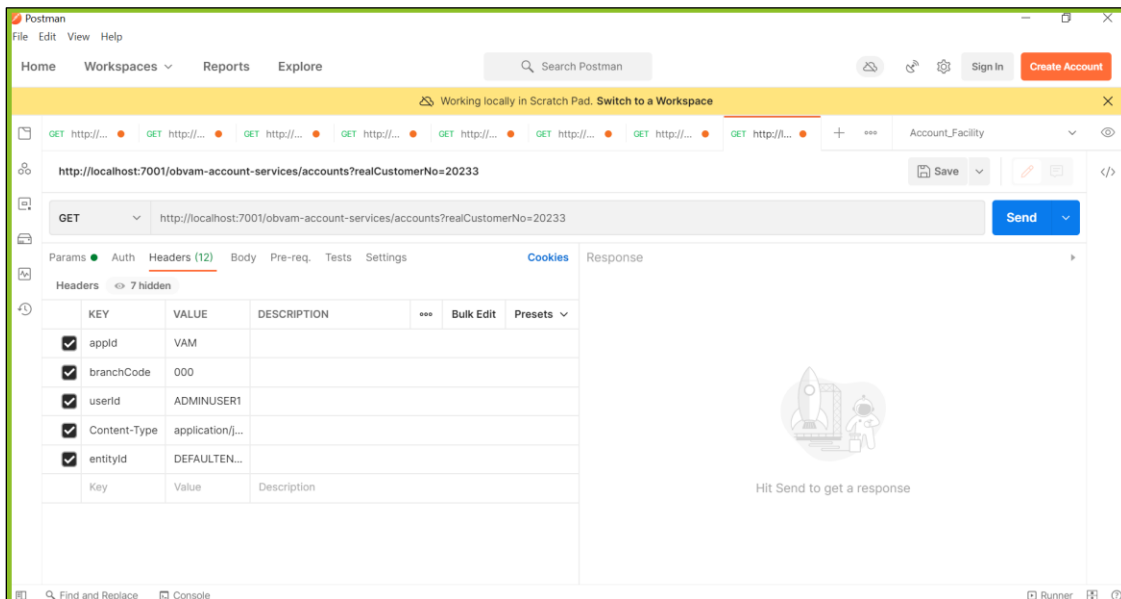 Postman
File Edit View Help
Home Workspaces Reports Explore Search Postman Sign In Create Account
Working locally in Scratch Pad. Switch to a Workspace
GET http://... GET http://... GET http://... GET http://... GET http://... GET http://... GET http://... GET http://l... + ooo Account_Facility
http://localhost:7001/obvam-account-services/accounts?realCustomerNo=20233 Save
GET http://localhost:7001/obvam-account-services/accounts?realCustomerNo=20233 Send
Params Auth Headers (12) Body Pre-req. Tests Settings Cookies Response
Headers 7 hidden
KEY VALUE DESCRIPTION ooo Bulk Edit Presets
appId VAM
branchCode 000
userId ADMINUSER1
Content-Type application/j...
entityId DEFAULTEN...
Key Value Description
Hit Send to get a response
Find and Replace Console Runner